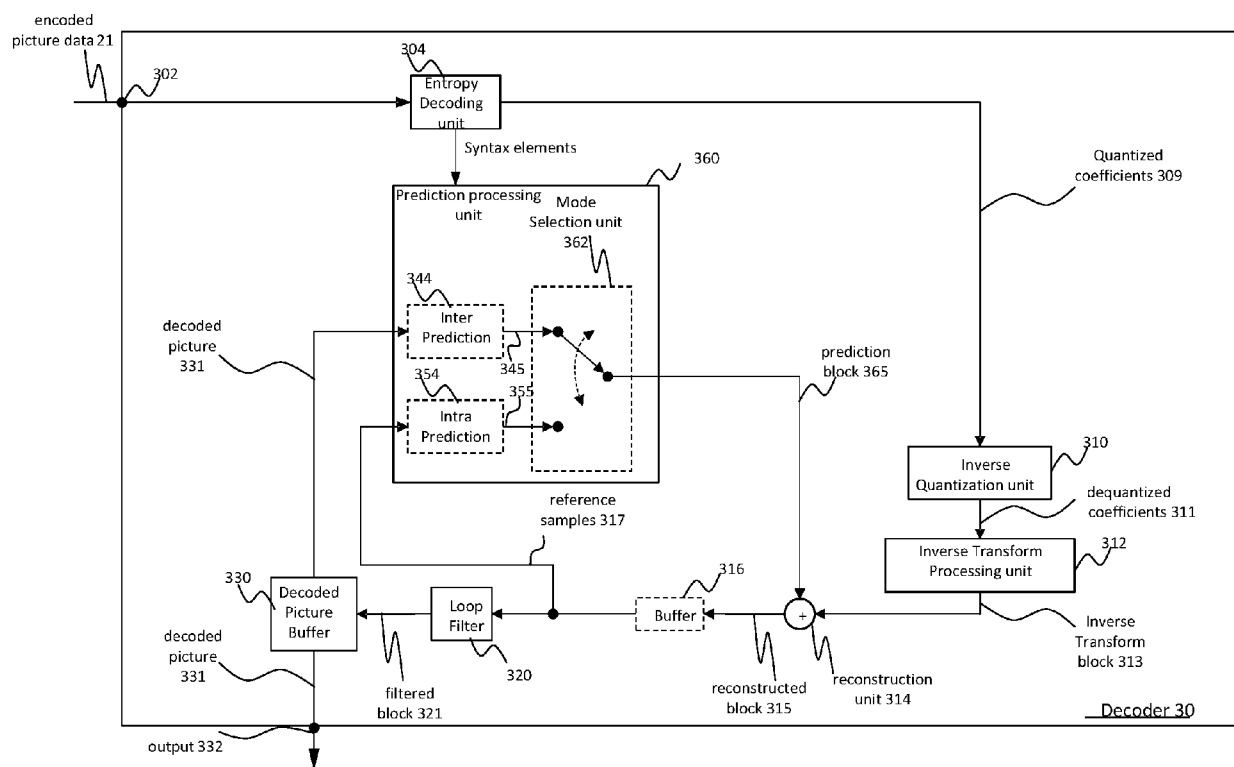 encoded
picture data 21
302
304
Entropy
Decoding
unit
Syntax elements
360
Quantized
coefficients 309
Prediction processing
unit
Mode
Selection unit
362
344
Inter
Prediction
345
decoded
picture
331
prediction
block 365
354
355
Intra
Prediction
310
Inverse
Quantization unit
reference
samples 317
dequantized
coefficients 311
312
Inverse Transform
Processing unit
316
330
Decoded
Picture
Buffer
Loop
Filter
Buffer
+
320
decoded
picture
331
filtered
block 321
reconstructed
block 315
reconstruction
unit 314
Inverse
Transform
block 313
Decoder 30
output 332